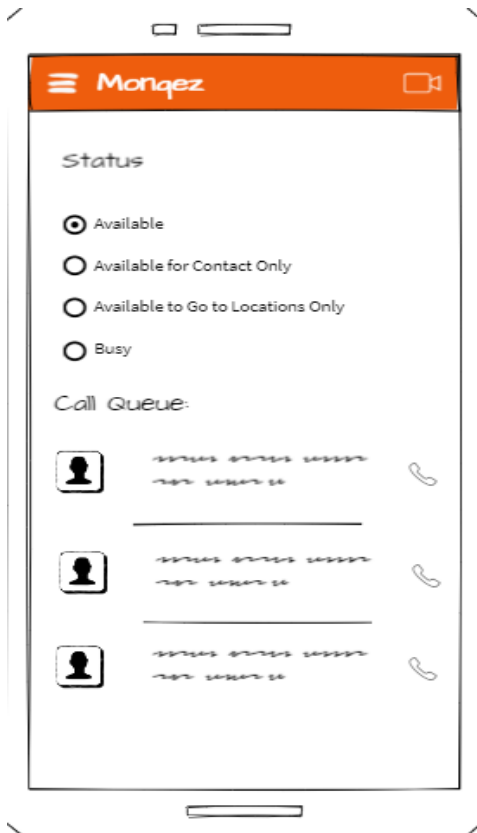 Monqez
Status
Available
Available for Contact Only
Available to Go to Locations Only
Busy
Call Queue: